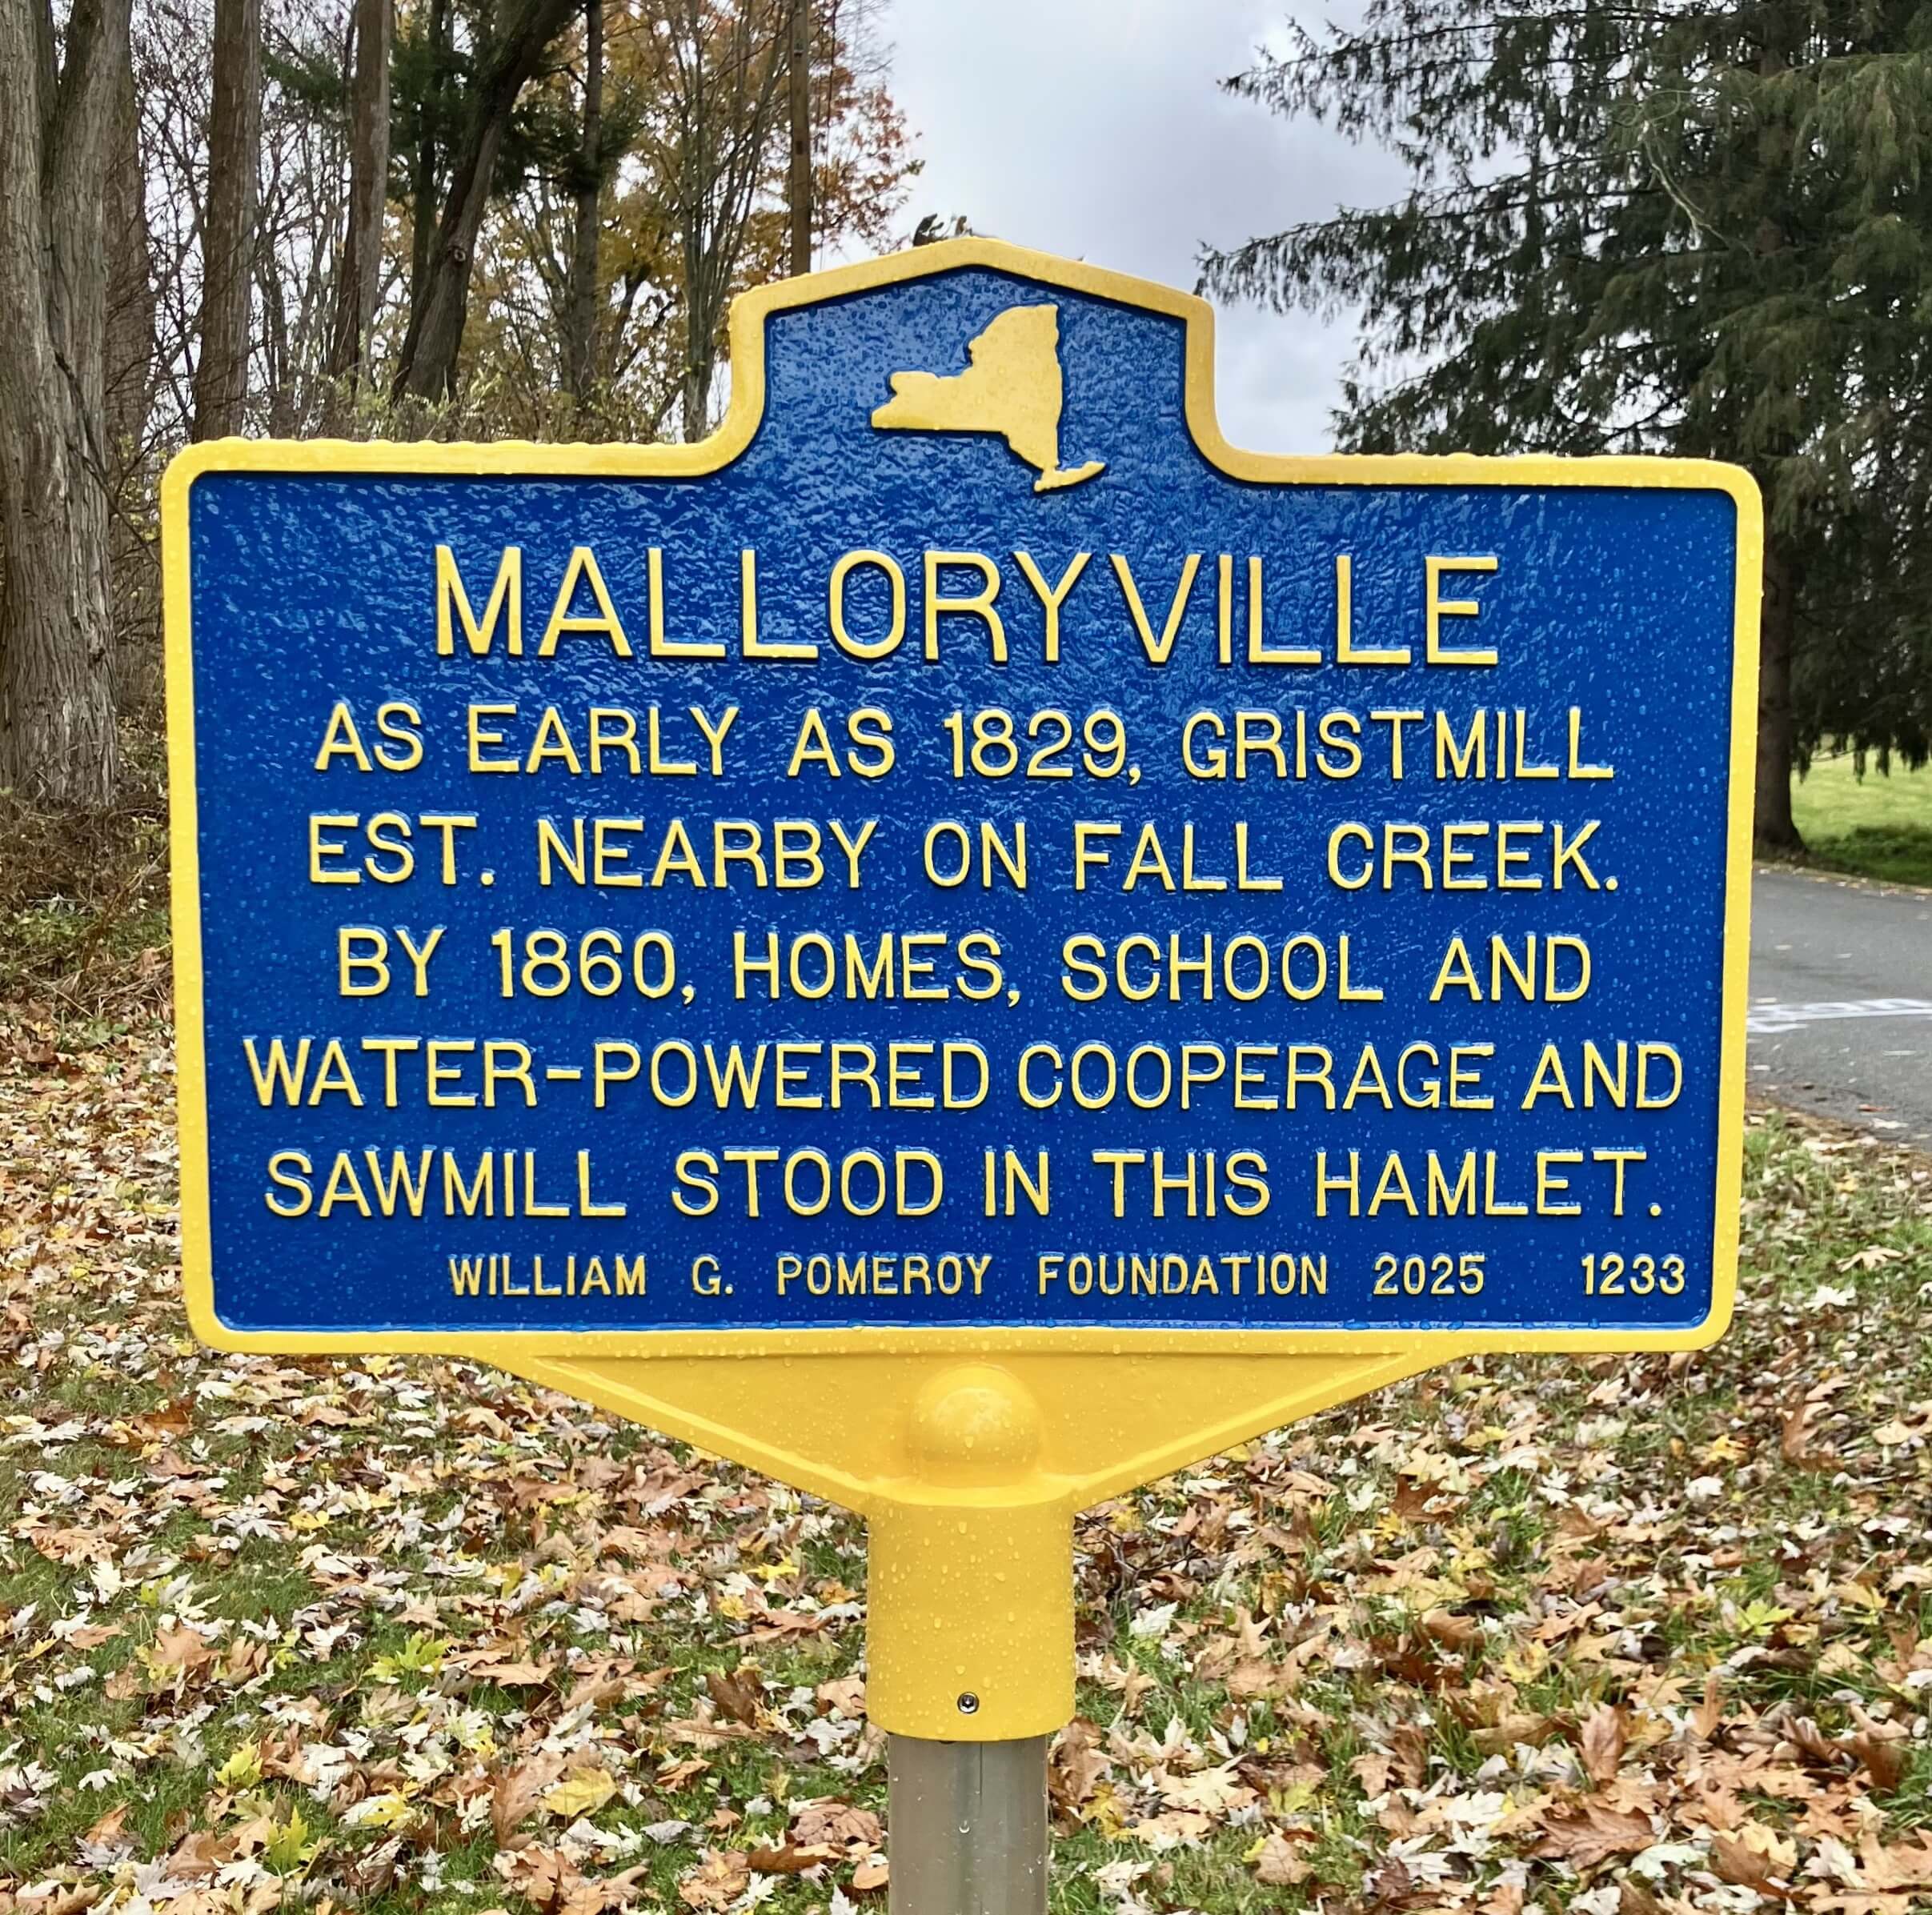 MALLORYVILLE
AS EARLY AS 1829, GRISTMILL
EST. NEARBY ON FALL CREEK.
BY 1860, HOMES, SCHOOL AND
WATER-POWERED COOPERAGE AND
SAWMILL STOOD IN THIS HAMLET.
WILLIAM G. POMEROY FOUNDATION 2025 1233